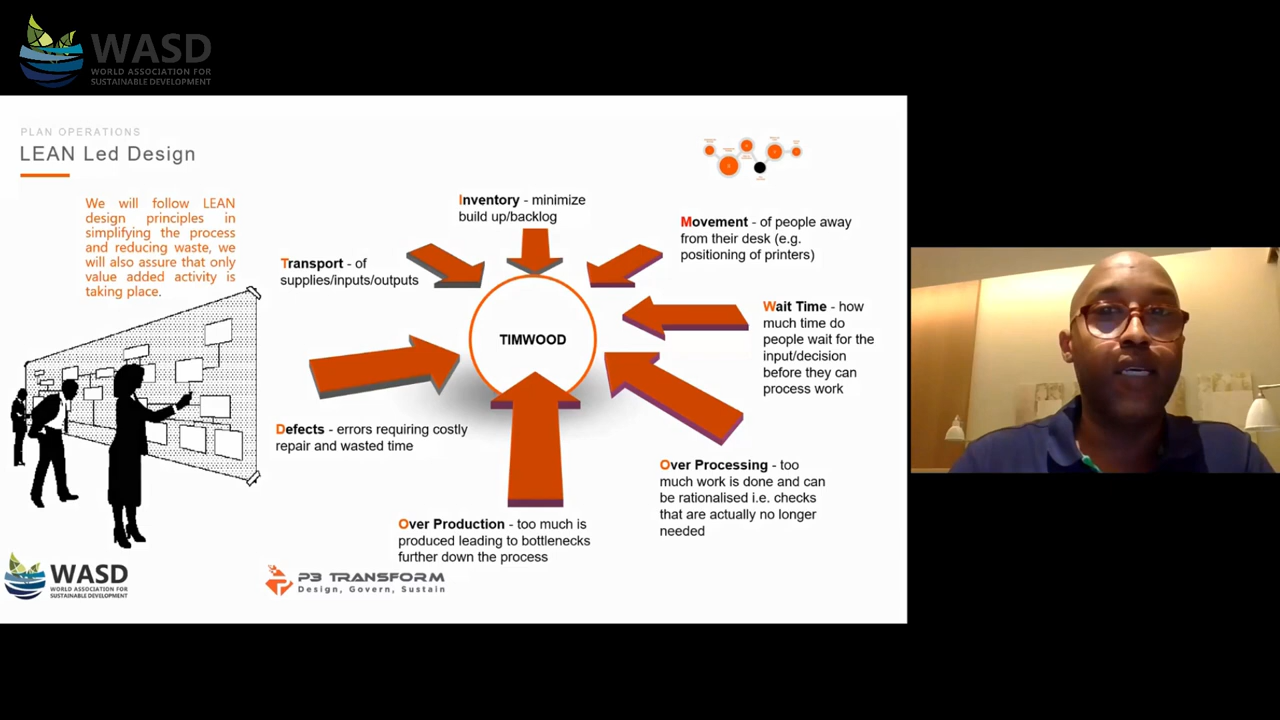 WASD
WORLD ASSOCIATION FOR
SUSTAINABLE DEVELOPMENT
PLAN OPERATIONS
LEAN Led Design
We will follow LEAN
design principles in
simplifying the process
and reducing waste, we
will also assure that only
value added activity is
taking place.
Inventory - minimize
build up/backlog
Movement - of people away
from their desk (e.g.
positioning of printers)
Transport - of
supplies/inputs/outputs
TIMWOOD
Wait Time - how
much time do
people wait for the
input/decision
before they can
process work
Defects - errors requiring costly
repair and wasted time
Over Processing - too
much work is done and can
be rationalised i.e. checks
that are actually no longer
needed
Over Production - too much is
produced leading to bottlenecks
further down the process
WASD
WORLD ASSOCIATION FOR
SUSTAINABLE DEVELOPMENT
P3 TRANSFORM
Design, Govern, Sustain